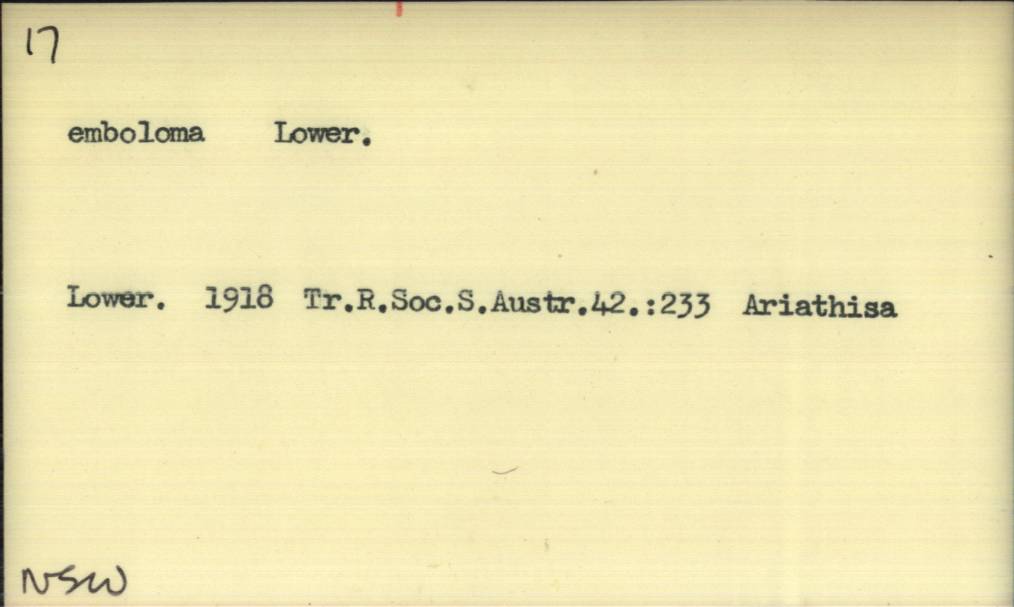 17
emboloma Lower.
Lower. 1918 Tr.R.Soc.S.Austr.42.:233 Ariathisa
NSW